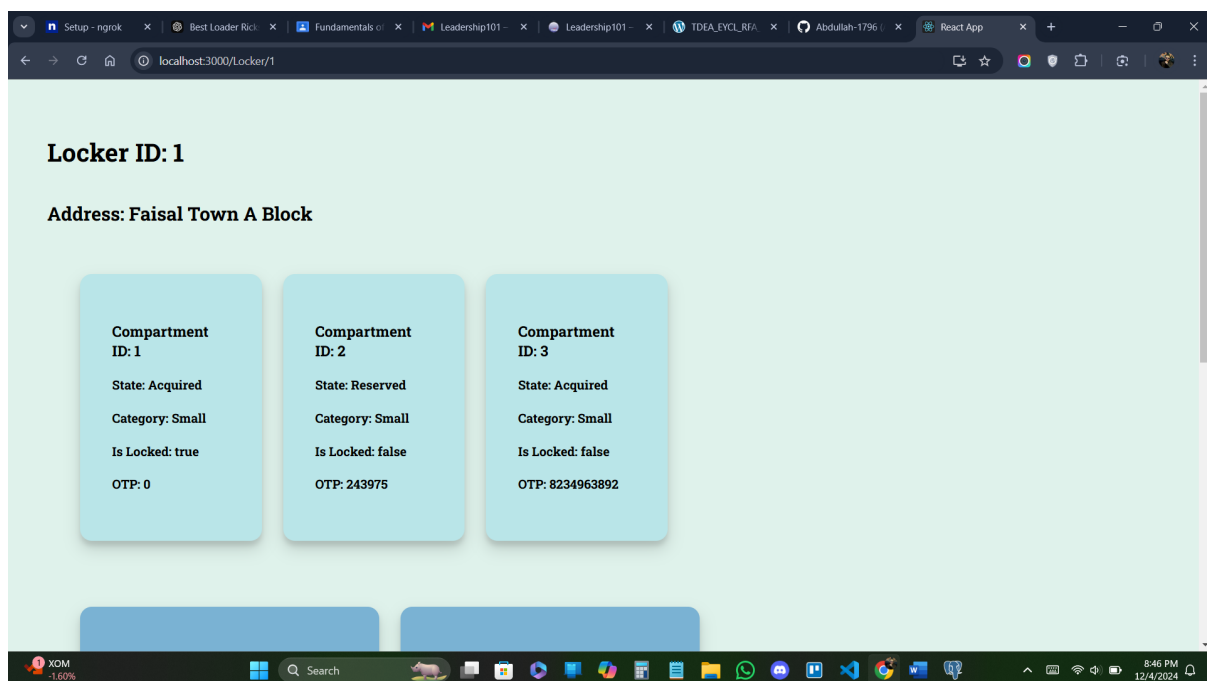 Setup - ngrok
Best Loader Rick
Fundamentals of
Leadership101 –
Leadership101 –
TDEA_EYCL_RFA_
Abdullah-1796 (
React App
localhost:3000/Locker/1
Locker ID: 1
Address: Faisal Town A Block
Compartment
ID: 1
State: Acquired
Category: Small
Is Locked: true
OTP: 0
Compartment
ID: 2
State: Reserved
Category: Small
Is Locked: false
OTP: 243975
Compartment
ID: 3
State: Acquired
Category: Small
Is Locked: false
OTP: 8234963892
1
XOM
-1.60%
Search
8:46 PM
12/4/2024